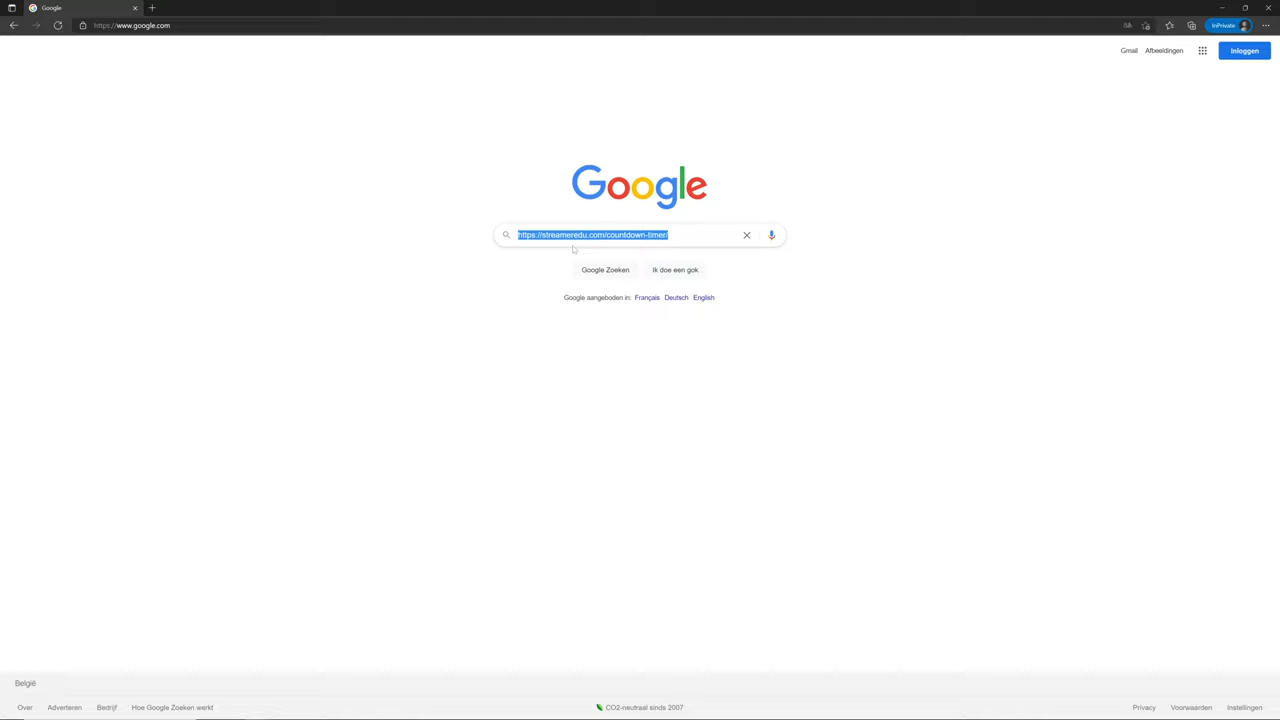 Google
https://www.google.com
InPrivate
Gmail Afbeeldingen
Inloggen
Google
https://streameredu.com/countdown-timer/
Google Zoeken Ik doe een gok
Google aangeboden in: Français Deutsch English
België
Over Adverteren Bedrijf Hoe Google Zoeken werkt CO2-neutraal sinds 2007 Privacy Voorwaarden Instellingen